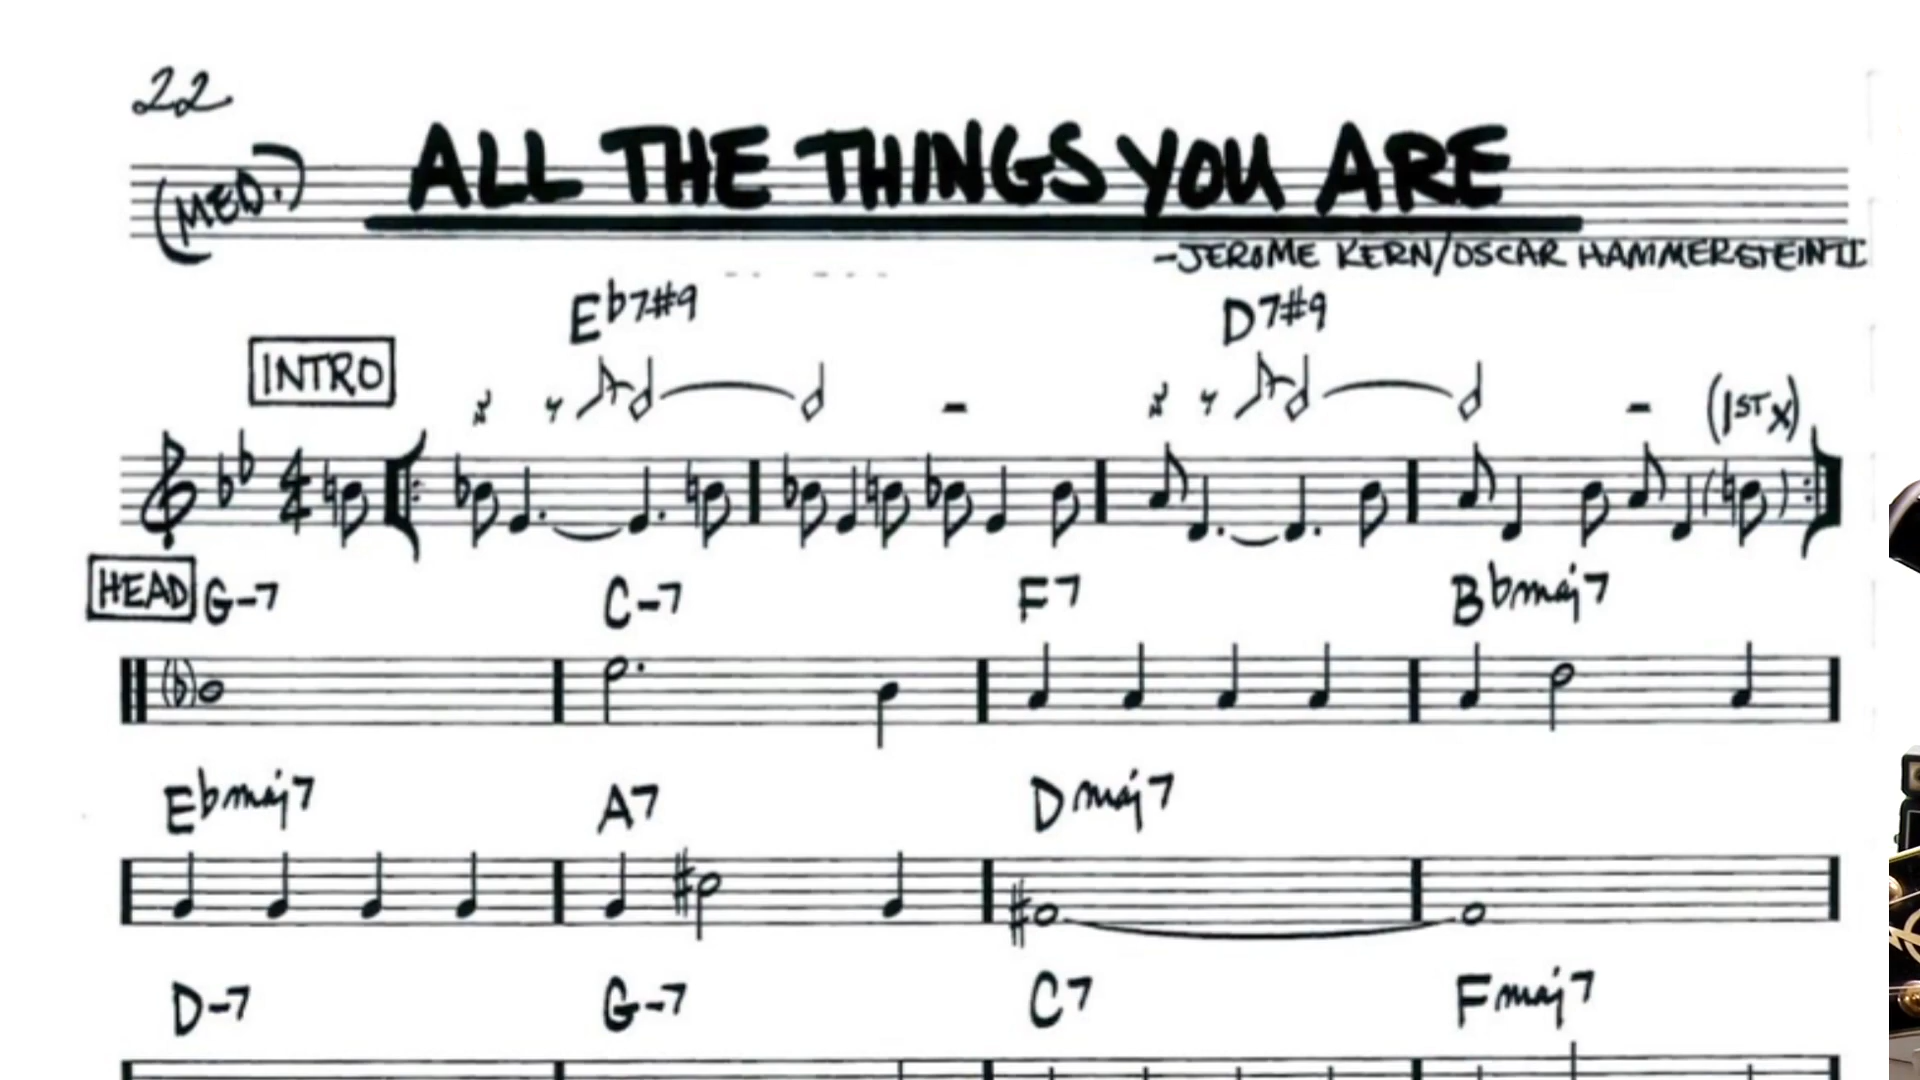 22
(MED.) ALL THE THINGS YOU ARE
-JEROME KERN/OSCAR HAMMERSTEIN II
Eb7#9 D7#9
INTRO (1ST X)
HEAD G-7 C-7 F7 Bbmaj7
Ebmaj7 A7 Dmaj7
D-7 G-7 C7 Fmaj7